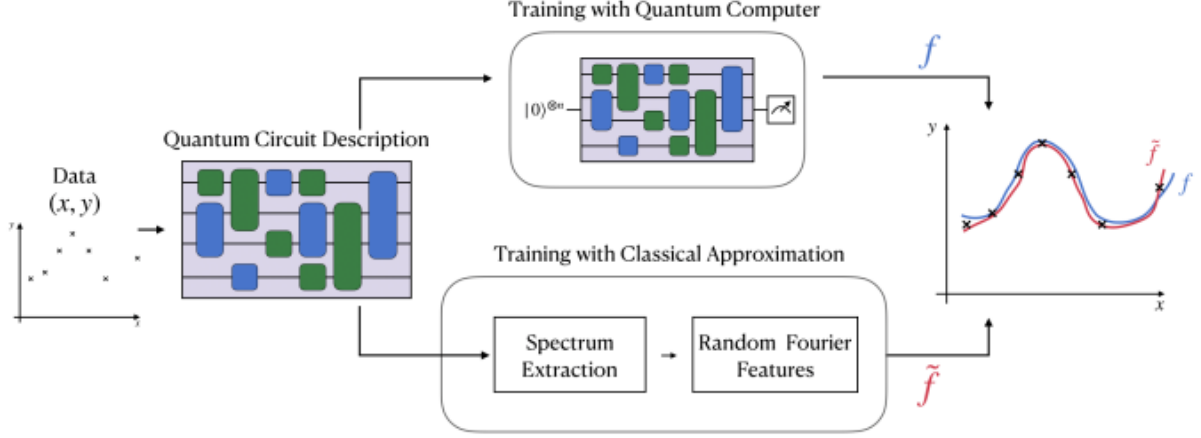 Training with Quantum Computer
f
|0⟩⊗n
y
Quantum Circuit Description
f̃
f
Data
(x, y)
y
x
Training with Classical Approximation
x
Spectrum
Extraction
Random Fourier
Features
f̃